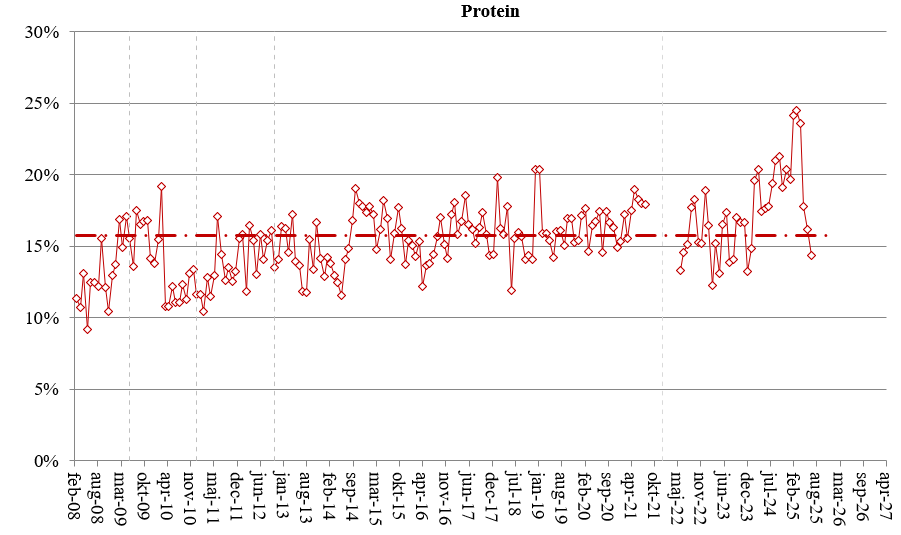 Protein
30%
25%
20%
15%
10%
5%
0%
feb-08
aug-08
mar-09
okt-09
apr-10
nov-10
maj-11
dec-11
jun-12
jan-13
aug-13
feb-14
sep-14
mar-15
okt-15
apr-16
nov-16
jun-17
dec-17
jul-18
jan-19
aug-19
feb-20
sep-20
apr-21
okt-21
maj-22
nov-22
jun-23
dec-23
jul-24
feb-25
aug-25
mar-26
sep-26
apr-27